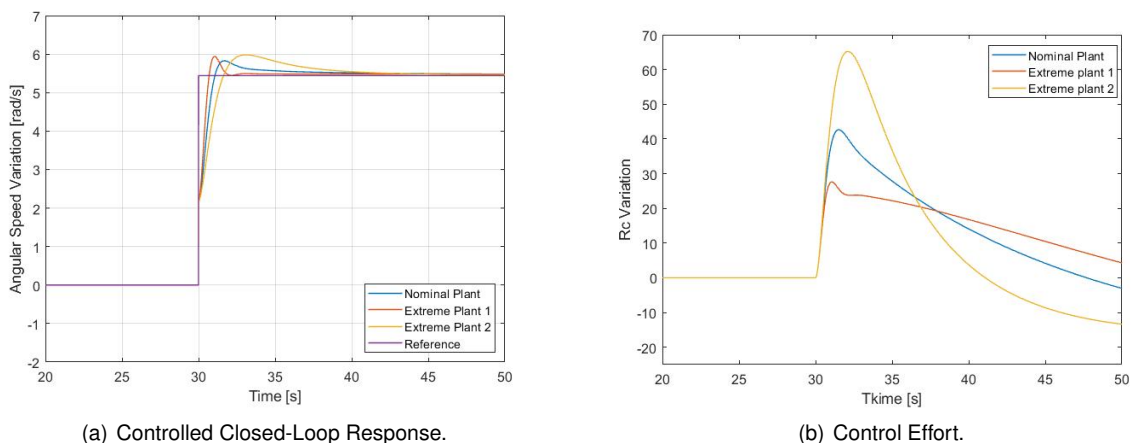 7
6
5
4
3
2
1
0
-1
-2
Angular Speed Variation [rad/s]
20 25 30 35 40 45 50
Time [s]
Nominal Plant
Extreme Plant 1
Extreme Plant 2
Reference
(a) Controlled Closed-Loop Response.
70
60
50
40
30
20
10
0
-10
-20
Rc Variation
20 25 30 35 40 45 50
Tkime [s]
Nominal Plant
Extreme plant 1
Extreme plant 2
(b) Control Effort.